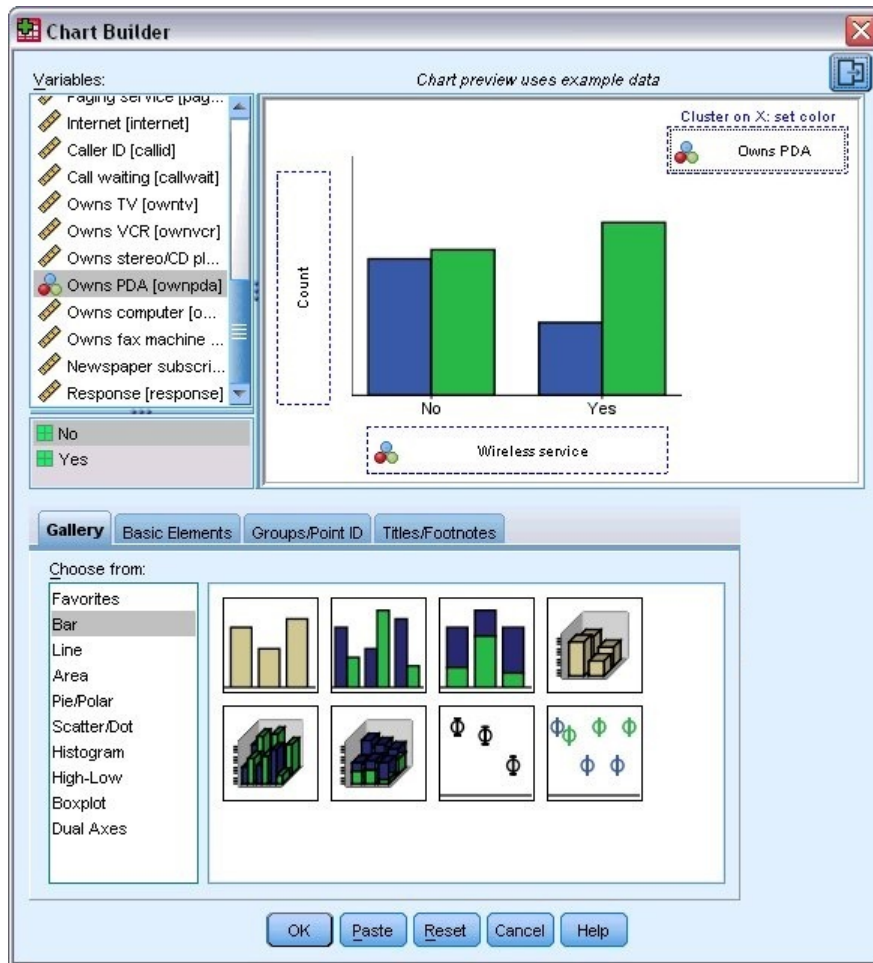 Chart Builder
Variables:
Chart preview uses example data
Paging service [pag...
Internet [internet]
Caller ID [callid]
Call waiting [callwait]
Owns TV [owntv]
Owns VCR [ownvcr]
Owns stereo/CD pl...
Owns PDA [ownpda]
Owns computer [o...
Owns fax machine ...
Newspaper subscri...
Response [response]
No
Yes
Cluster on X: set color
Owns PDA
Count
No
Yes
Wireless service
Gallery
Basic Elements
Groups/Point ID
Titles/Footnotes
Choose from:
Favorites
Bar
Line
Area
Pie/Polar
Scatter/Dot
Histogram
High-Low
Boxplot
Dual Axes
OK
Paste
Reset
Cancel
Help